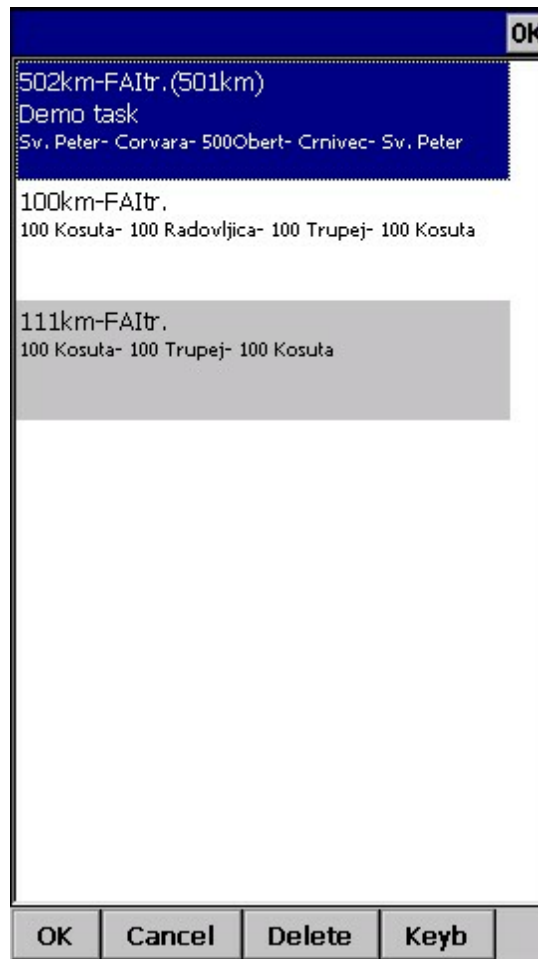 OK
502km-FAItr.(501km)
Demo task
Sv. Peter- Corvara- 500Obert- Crnivec- Sv. Peter
100km-FAItr.
100 Kosuta- 100 Radovljica- 100 Trupej- 100 Kosuta
111km-FAItr.
100 Kosuta- 100 Trupej- 100 Kosuta
OK Cancel Delete Keyb